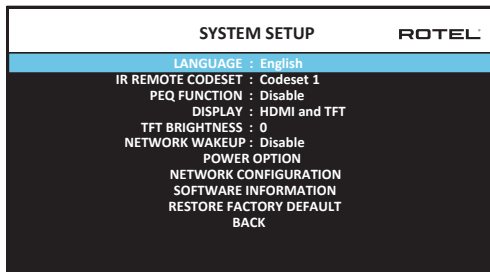 SYSTEM SETUP ROTEL
LANGUAGE : English
IR REMOTE CODESET : Codeset 1
PEQ FUNCTION : Disable
DISPLAY : HDMI and TFT
TFT BRIGHTNESS : 0
NETWORK WAKEUP : Disable
POWER OPTION
NETWORK CONFIGURATION
SOFTWARE INFORMATION
RESTORE FACTORY DEFAULT
BACK